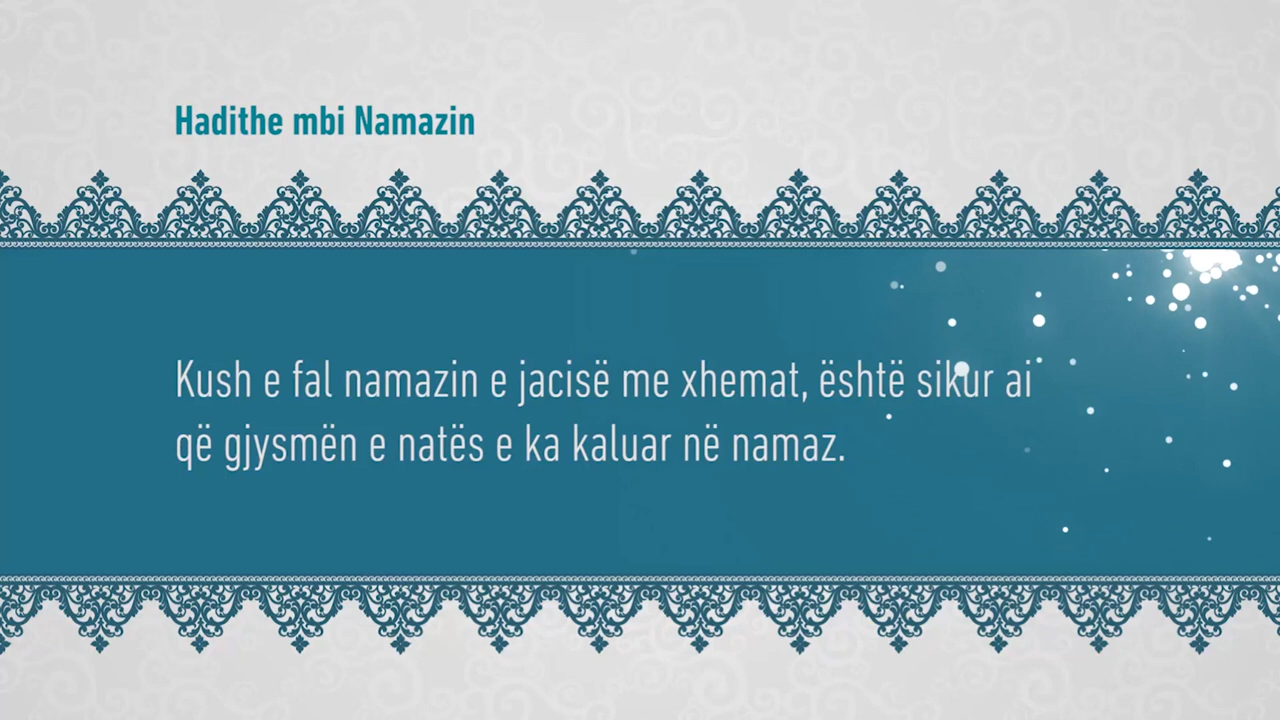 Hadithe mbi Namazin
Kush e fal namazin e jacisë me xhemat, është sikur ai
që gjysmën e natës e ka kaluar në namaz.